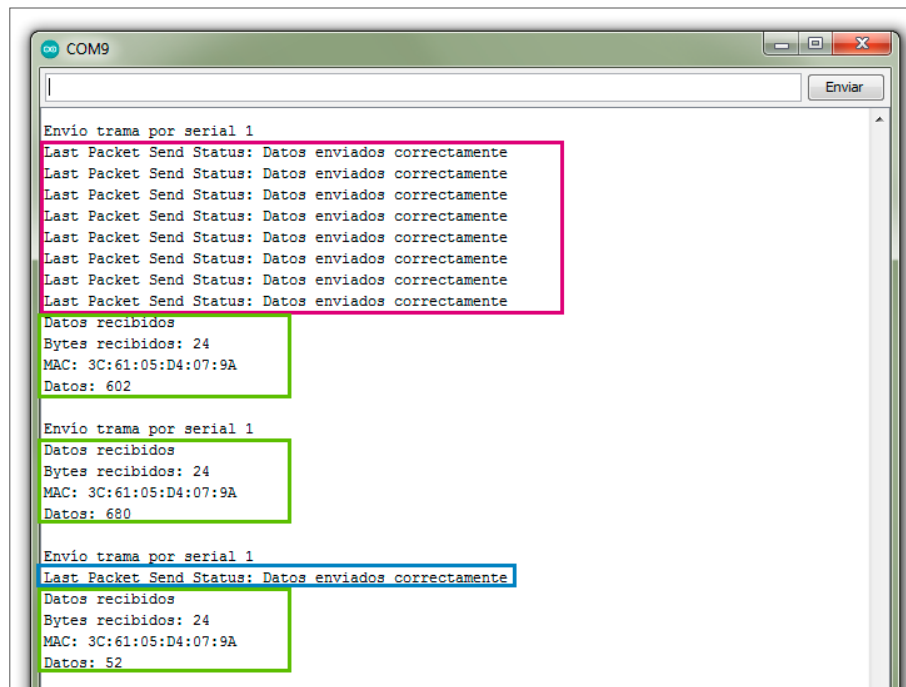 COM9
Enviar
Envío trama por serial 1
Last Packet Send Status: Datos enviados correctamente
Last Packet Send Status: Datos enviados correctamente
Last Packet Send Status: Datos enviados correctamente
Last Packet Send Status: Datos enviados correctamente
Last Packet Send Status: Datos enviados correctamente
Last Packet Send Status: Datos enviados correctamente
Last Packet Send Status: Datos enviados correctamente
Last Packet Send Status: Datos enviados correctamente
Datos recibidos
Bytes recibidos: 24
MAC: 3C:61:05:D4:07:9A
Datos: 602
Envío trama por serial 1
Datos recibidos
Bytes recibidos: 24
MAC: 3C:61:05:D4:07:9A
Datos: 680
Envío trama por serial 1
Last Packet Send Status: Datos enviados correctamente
Datos recibidos
Bytes recibidos: 24
MAC: 3C:61:05:D4:07:9A
Datos: 52